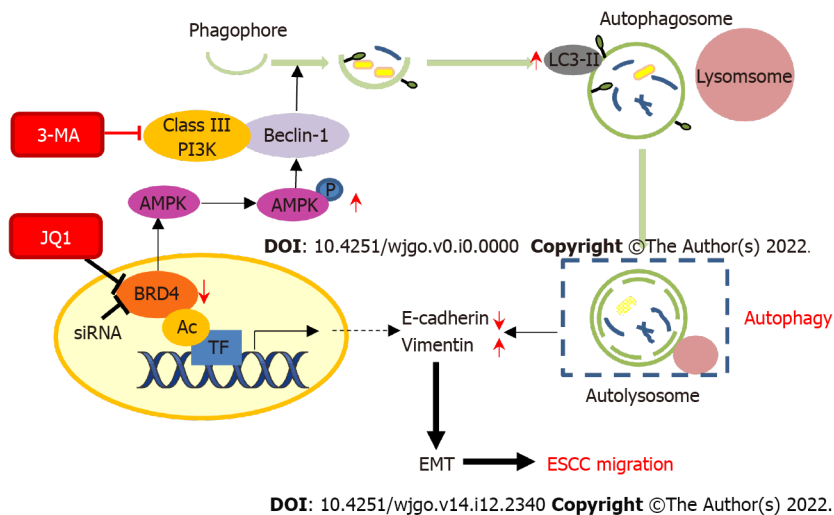 Phagophore
Autophagosome
LC3-II
Lysomsome
3-MA
Class III
PI3K
Beclin-1
AMPK
AMPK
P
JQ1
DOI: 10.4251/wjgo.v0.i0.0000 Copyright ©The Author(s) 2022.
BRD4
siRNA
Ac
TF
E-cadherin
Vimentin
Autophagy
Autolysosome
EMT
ESCC migration
DOI: 10.4251/wjgo.v14.i12.2340 Copyright ©The Author(s) 2022.